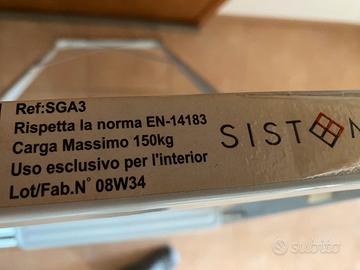 Ref:SGA3
Rispetta la norma EN-14183
Carga Massimo 150kg
Uso esclusivo per l'interior
Lot/Fab.N° 08W34
SIST
subito